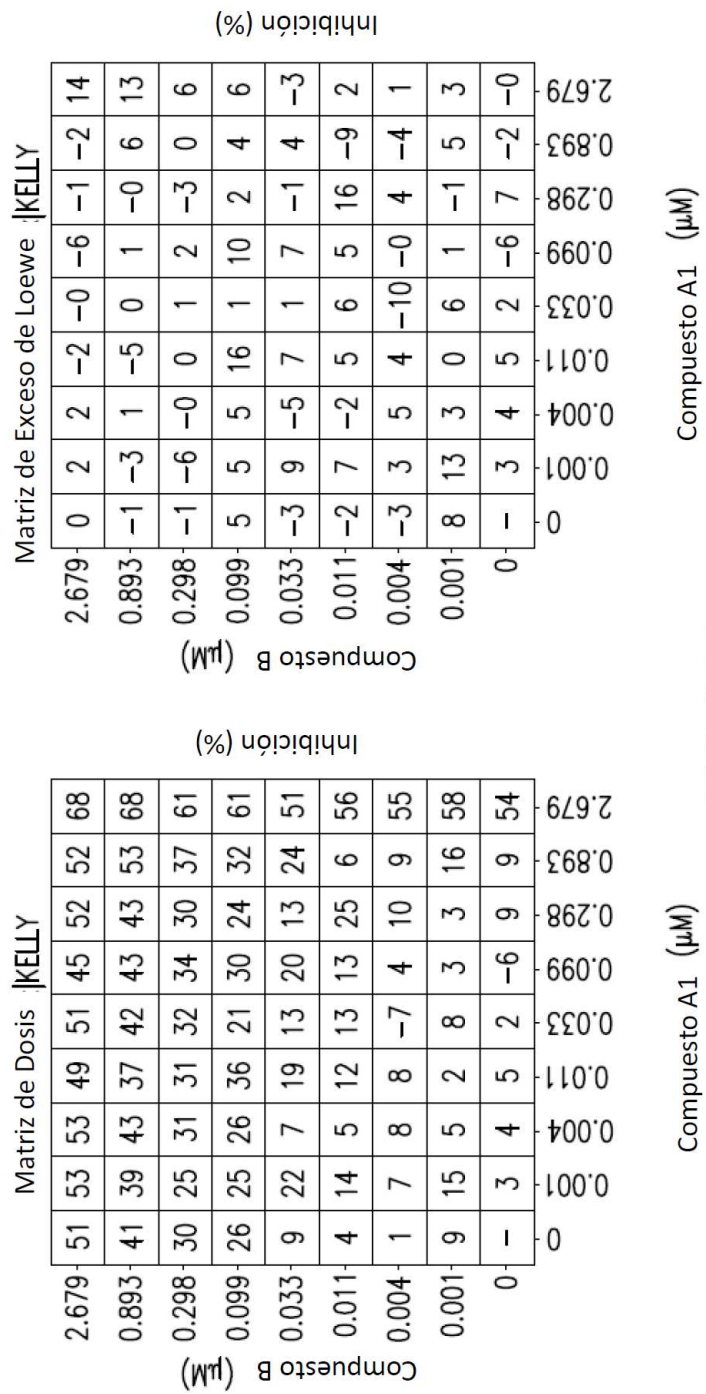 Matriz de Dosis :|KELLY
Compuesto B (µM)
2.679 51 53 53 49 51 45 52 52 68
0.893 41 39 43 37 42 43 43 53 68
0.298 30 25 31 31 32 34 30 37 61
0.099 26 25 26 36 21 30 24 32 61
0.033 9 22 7 19 13 20 13 24 51
0.011 4 14 5 12 13 13 25 6 56
0.004 1 7 8 8 −7 4 10 9 55
0.001 9 15 5 2 8 3 3 16 58
0 – 3 4 5 2 −6 9 9 54
0 0.001 0.004 0.011 0.033 0.099 0.298 0.893 2.679
Compuesto A1 (µM)
Inhibición (%)
Matriz de Exceso de Loewe :|KELLY
Compuesto B (µM)
2.679 0 2 2 −2 −0 −6 −1 −2 14
0.893 −1 −3 1 −5 0 1 −0 6 13
0.298 −1 −6 −0 0 1 2 −3 0 6
0.099 5 5 5 16 1 10 2 4 6
0.033 −3 9 −5 7 1 7 −1 4 −3
0.011 −2 7 −2 5 6 5 16 −9 2
0.004 −3 3 5 4 −10 −0 4 −4 1
0.001 8 13 3 0 6 1 −1 5 3
0 – 3 4 5 2 −6 7 −2 −0
0 0.001 0.004 0.011 0.033 0.099 0.298 0.893 2.679
Compuesto A1 (µM)
Inhibición (%)